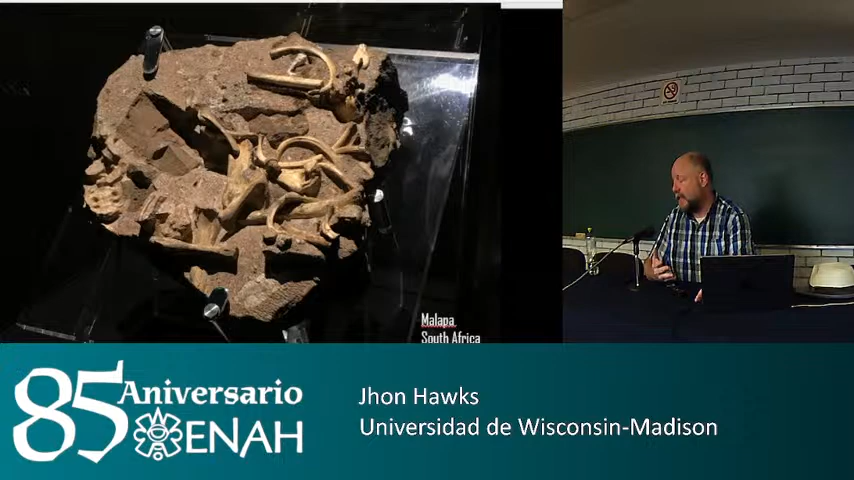 Malapa,
South Africa
85 Aniversario
ENAH
Jhon Hawks
Universidad de Wisconsin-Madison